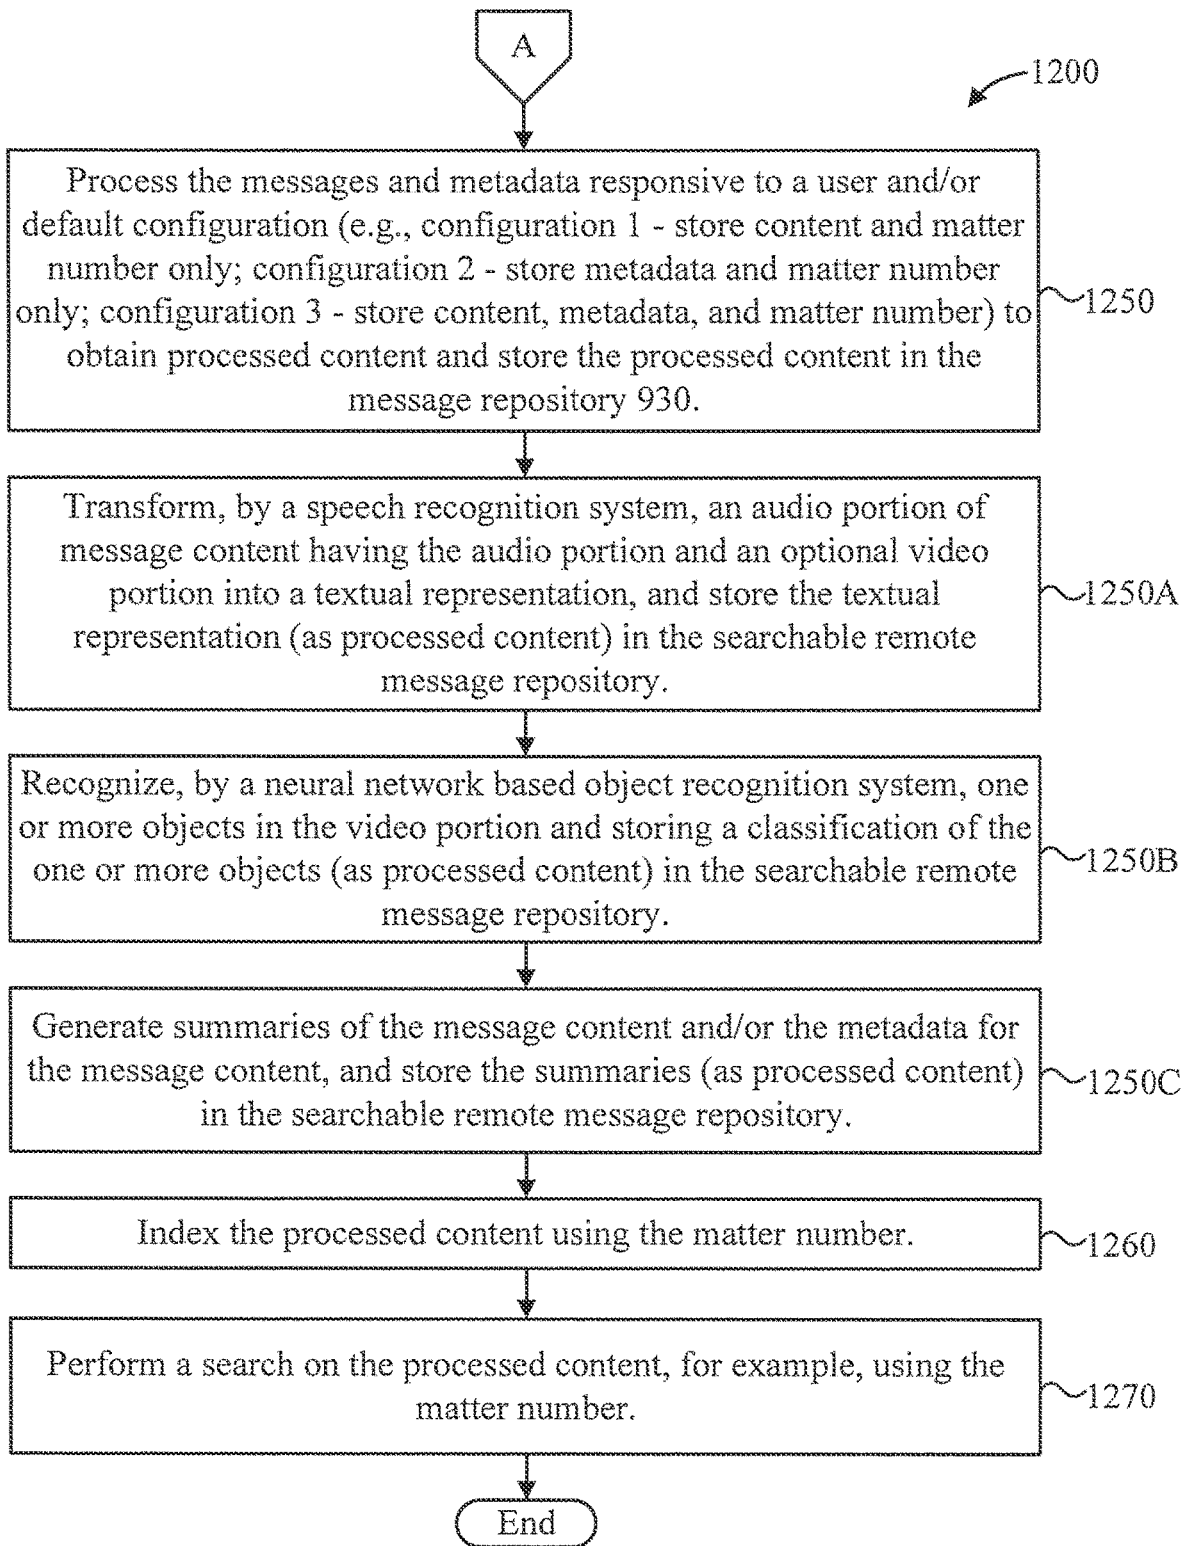 A
1200
Process the messages and metadata responsive to a user and/or
default configuration (e.g., configuration 1 - store content and matter
number only; configuration 2 - store metadata and matter number
only; configuration 3 - store content, metadata, and matter number) to
obtain processed content and store the processed content in the
message repository 930.
1250
Transform, by a speech recognition system, an audio portion of
message content having the audio portion and an optional video
portion into a textual representation, and store the textual
representation (as processed content) in the searchable remote
message repository.
1250A
Recognize, by a neural network based object recognition system, one
or more objects in the video portion and storing a classification of the
one or more objects (as processed content) in the searchable remote
message repository.
1250B
Generate summaries of the message content and/or the metadata for
the message content, and store the summaries (as processed content)
in the searchable remote message repository.
1250C
Index the processed content using the matter number.
1260
Perform a search on the processed content, for example, using the
matter number.
1270
End